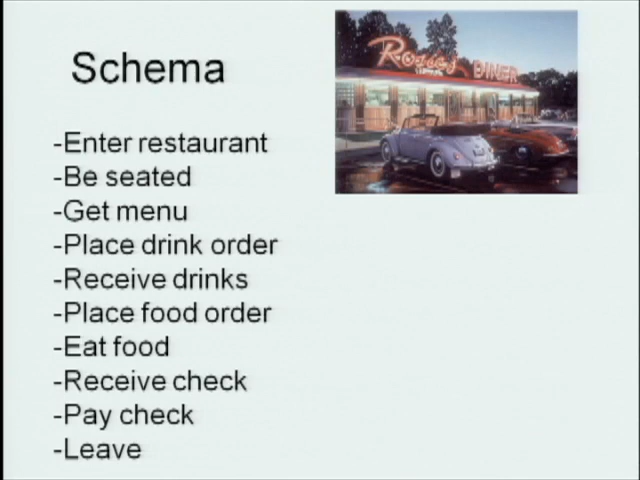 Schema
Rosie's DINER
-Enter restaurant
-Be seated
-Get menu
-Place drink order
-Receive drinks
-Place food order
-Eat food
-Receive check
-Pay check
-Leave